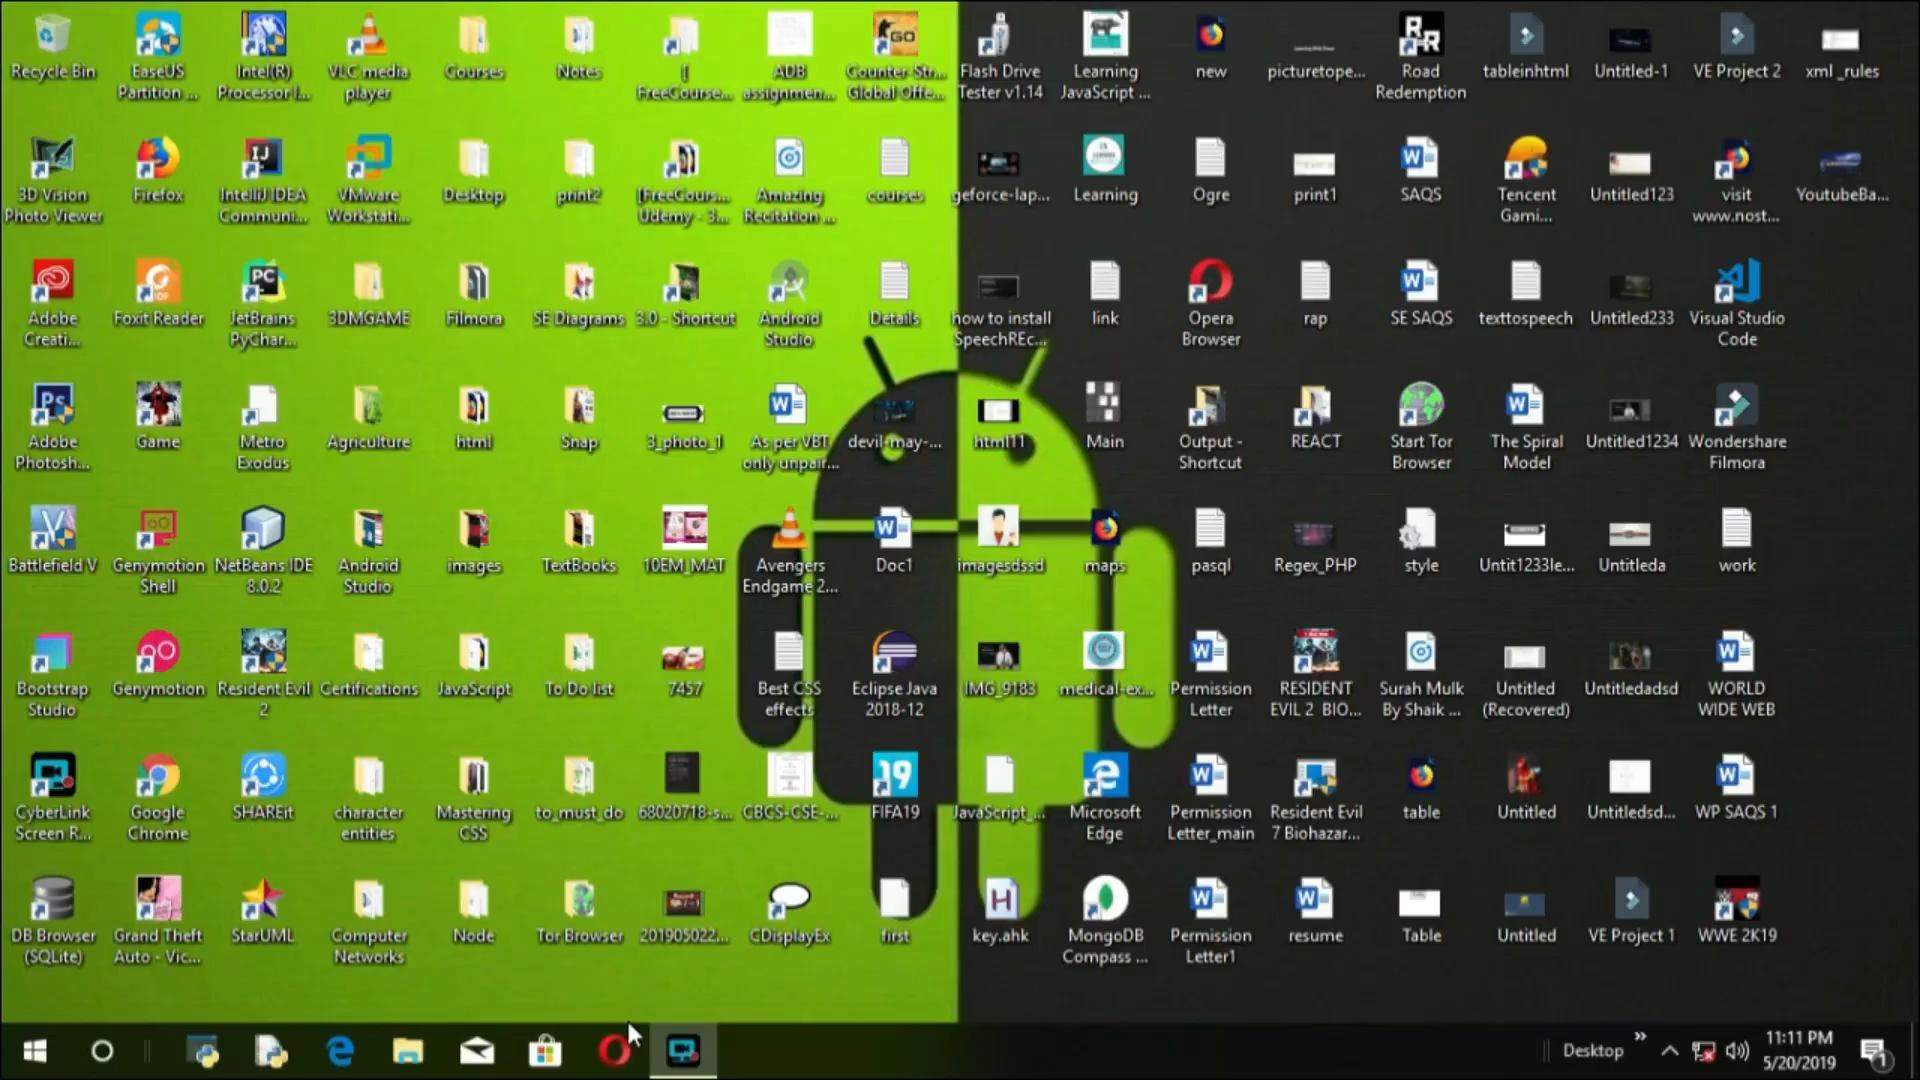 Recycle Bin
EaseUS
Partition ...
Intel(R)
Processor I...
VLC media
player
Courses
Notes
[
FreeCourse...
ADB
assignmen...
Counter-Str...
Global Offe...
Flash Drive
Tester v1.14
Learning
JavaScript ...
new
picturetope...
Road
Redemption
tableinhtml
Untitled-1
VE Project 2
xml _rules
3D Vision
Photo Viewer
Firefox
IntelliJ IDEA
Communi...
VMware
Workstati...
Desktop
print2
[FreeCours...
Udemy - 3...
Amazing
Recitation ...
courses
geforce-lap...
Learning
Ogre
print1
SAQS
Tencent
Gami...
Untitled123
visit
www.nost...
YoutubeBa...
Adobe
Creati...
Foxit Reader
JetBrains
PyChar...
3DMGAME
Filmora
SE Diagrams
3.0 - Shortcut
Android
Studio
Details
how to install
SpeechREc...
link
Opera
Browser
rap
SE SAQS
texttospeech
Untitled233
Visual Studio
Code
Adobe
Photosh...
Game
Metro
Exodus
Agriculture
html
Snap
3_photo_1
As per VBT
only unpair...
devil-may-...
html11
Main
Output -
Shortcut
REACT
Start Tor
Browser
The Spiral
Model
Untitled1234
Wondershare
Filmora
Battlefield V
Genymotion
Shell
NetBeans IDE
8.0.2
Android
Studio
images
TextBooks
10EM_MAT
Avengers
Endgame 2...
Doc1
imagesdssd
maps
pasql
Regex_PHP
style
Untit1233le...
Untitleda
work
Bootstrap
Studio
Genymotion
Resident Evil
2
Certifications
JavaScript
To Do list
7457
Best CSS
effects
Eclipse Java
2018-12
IMG_9183
medical-ex...
Permission
Letter
RESIDENT
EVIL 2 BIO...
Surah Mulk
By Shaik ...
Untitled
(Recovered)
Untitledadsd
WORLD
WIDE WEB
CyberLink
Screen R...
Google
Chrome
SHAREit
character
entities
Mastering
CSS
to_must_do
68020718-s...
CBCS-CSE-...
FIFA19
JavaScript_...
Microsoft
Edge
Permission
Letter_main
Resident Evil
7 Biohazar...
table
Untitled
Untitledsd...
WP SAQS 1
DB Browser
(SQLite)
Grand Theft
Auto - Vic...
StarUML
Computer
Networks
Node
Tor Browser
201905022...
CDisplayEx
first
key.ahk
MongoDB
Compass ...
Permission
Letter1
resume
Table
Untitled
VE Project 1
WWE 2K19
Desktop
11:11 PM
5/20/2019
1